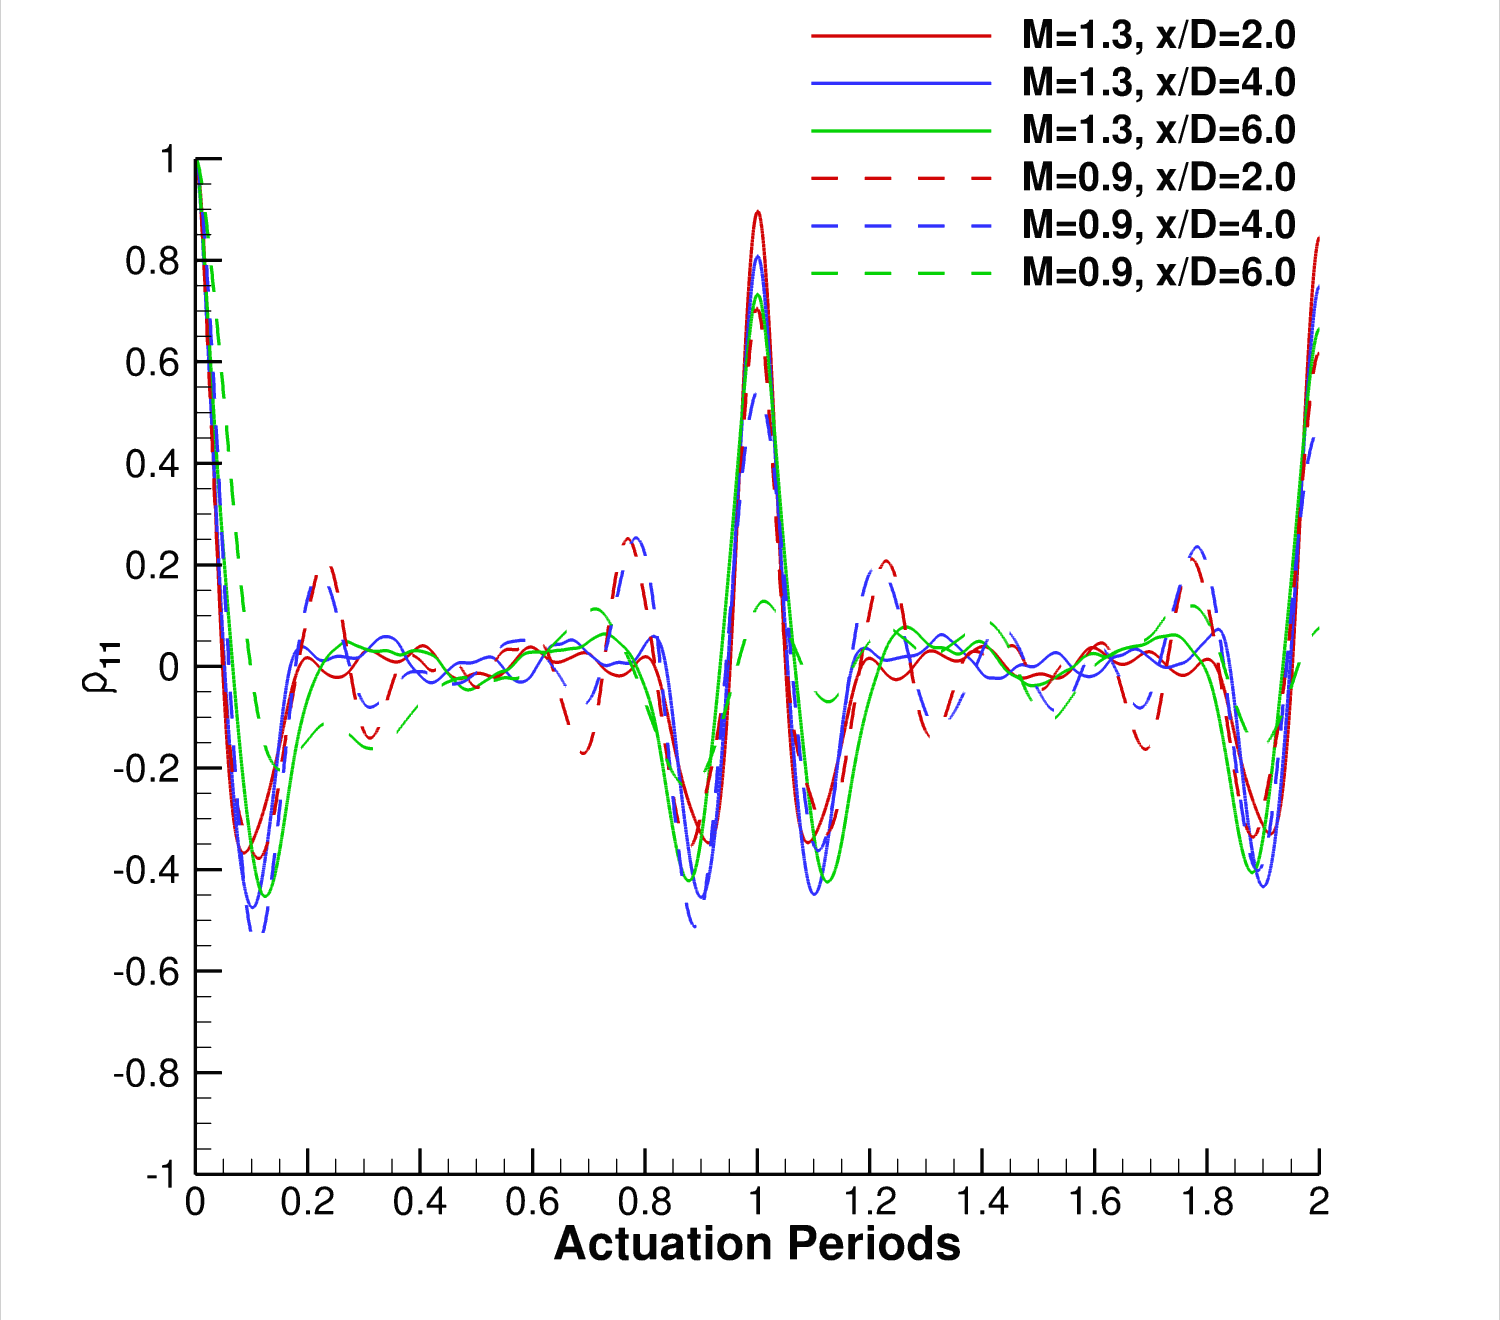 M=1.3, x/D=2.0
M=1.3, x/D=4.0
M=1.3, x/D=6.0
M=0.9, x/D=2.0
M=0.9, x/D=4.0
M=0.9, x/D=6.0
1
0.8
0.6
0.4
0.2
0
-0.2
-0.4
-0.6
-0.8
-1
ρ11
0 0.2 0.4 0.6 0.8 1 1.2 1.4 1.6 1.8 2
Actuation Periods